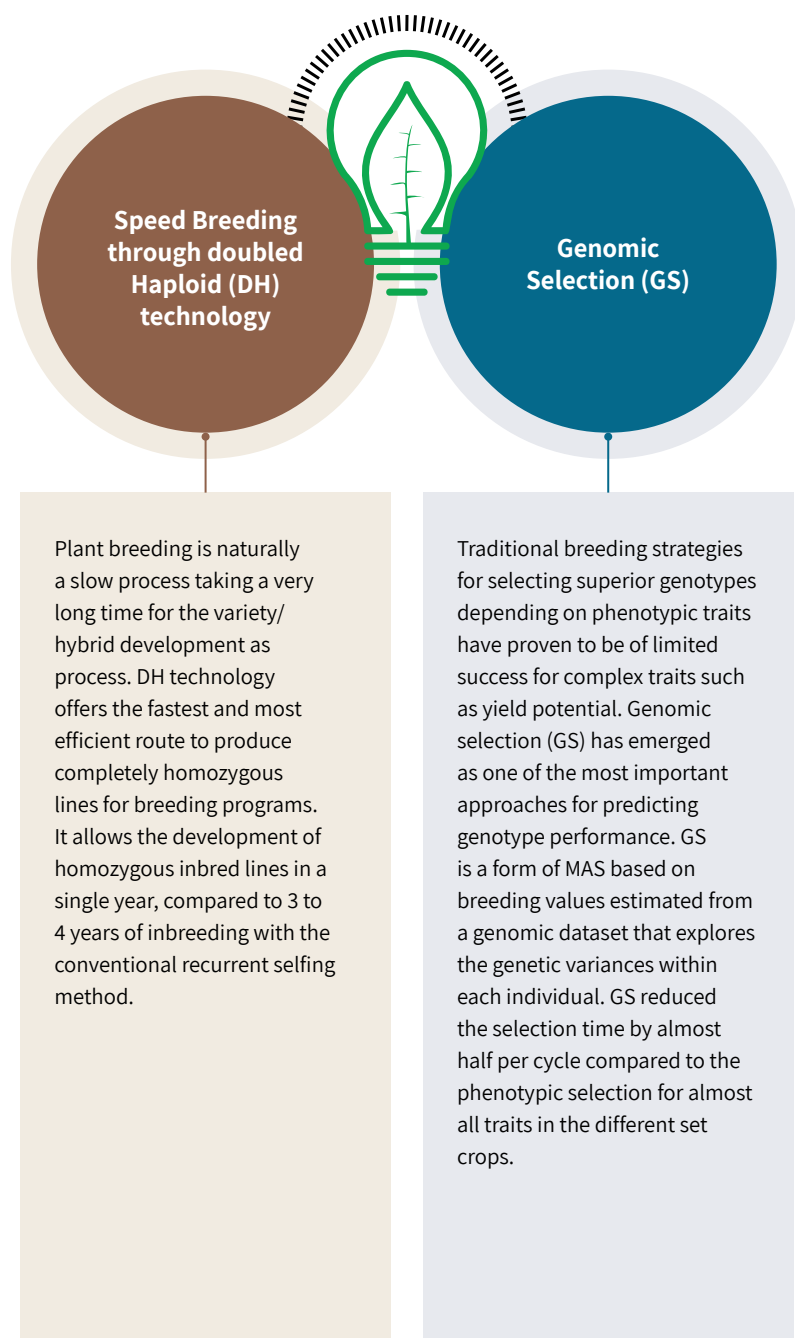 Speed Breeding
through doubled
Haploid (DH)
technology
Genomic
Selection (GS)
Plant breeding is naturally
a slow process taking a very
long time for the variety/
hybrid development as
process. DH technology
offers the fastest and most
efficient route to produce
completely homozygous
lines for breeding programs.
It allows the development of
homozygous inbred lines in a
single year, compared to 3 to
4 years of inbreeding with the
conventional recurrent selfing
method.
Traditional breeding strategies
for selecting superior genotypes
depending on phenotypic traits
have proven to be of limited
success for complex traits such
as yield potential. Genomic
selection (GS) has emerged
as one of the most important
approaches for predicting
genotype performance. GS
is a form of MAS based on
breeding values estimated from
a genomic dataset that explores
the genetic variances within
each individual. GS reduced
the selection time by almost
half per cycle compared to the
phenotypic selection for almost
all traits in the different set
crops.